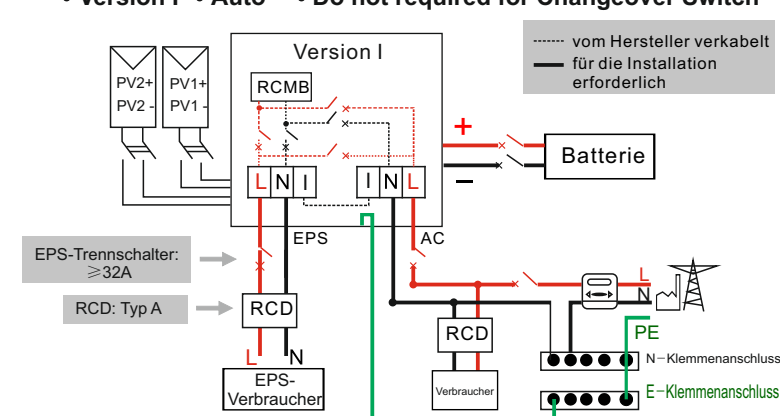 • Version I • Auto • Do not required for Changeover Switch
Version I
vom Hersteller verkabelt
für die Installation
erforderlich
PV2+ PV1+
PV2 - PV1 -
RCMB
+
Batterie
−
L N I I N L
EPS AC
EPS-Trennschalter:
≥32A
L
N
RCD: Typ A
RCD
RCD
PE
L N
N−Klemmenanschluss
EPS-
Verbraucher
Verbraucher
E−Klemmenanschluss